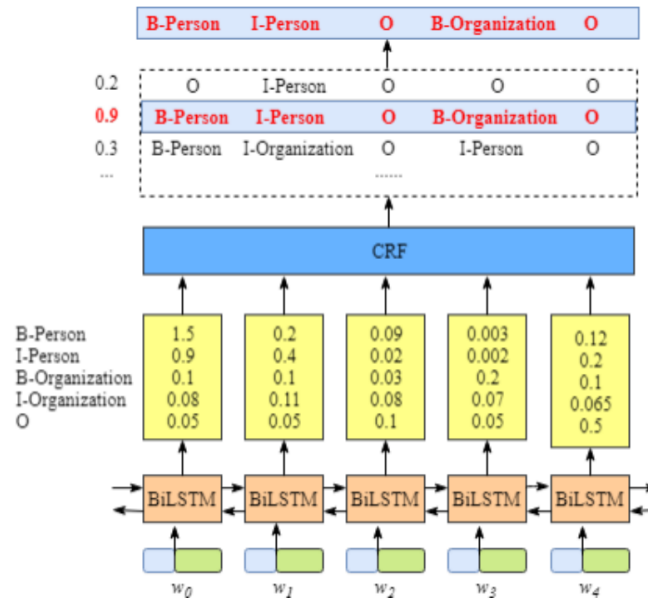 B-Person I-Person O B-Organization O
0.2 O I-Person O O O
0.9 B-Person I-Person O B-Organization O
0.3 B-Person I-Organization O I-Person O
... ......
CRF
B-Person 1.5 0.2 0.09 0.003 0.12
I-Person 0.9 0.4 0.02 0.002 0.2
B-Organization 0.1 0.1 0.03 0.2 0.1
I-Organization 0.08 0.11 0.08 0.07 0.065
O 0.05 0.05 0.1 0.05 0.5
BiLSTM BiLSTM BiLSTM BiLSTM BiLSTM
w0 w1 w2 w3 w4